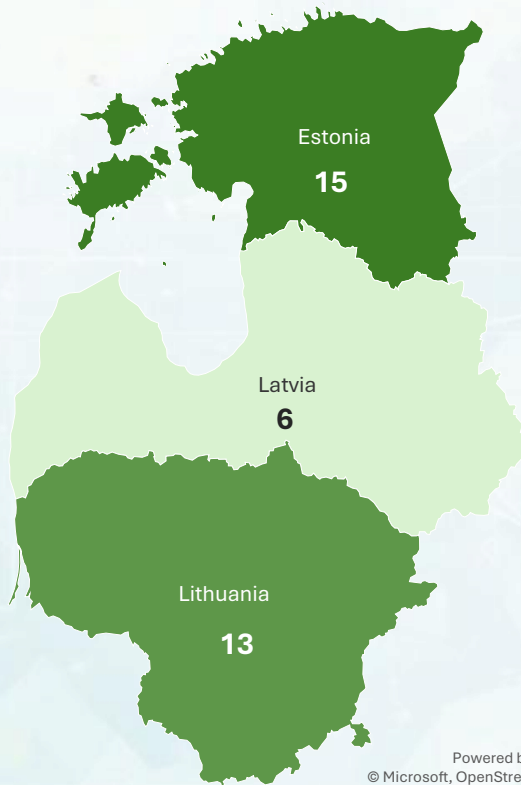 Estonia
15
Latvia
6
Lithuania
13
Powered b
© Microsoft, OpenStre